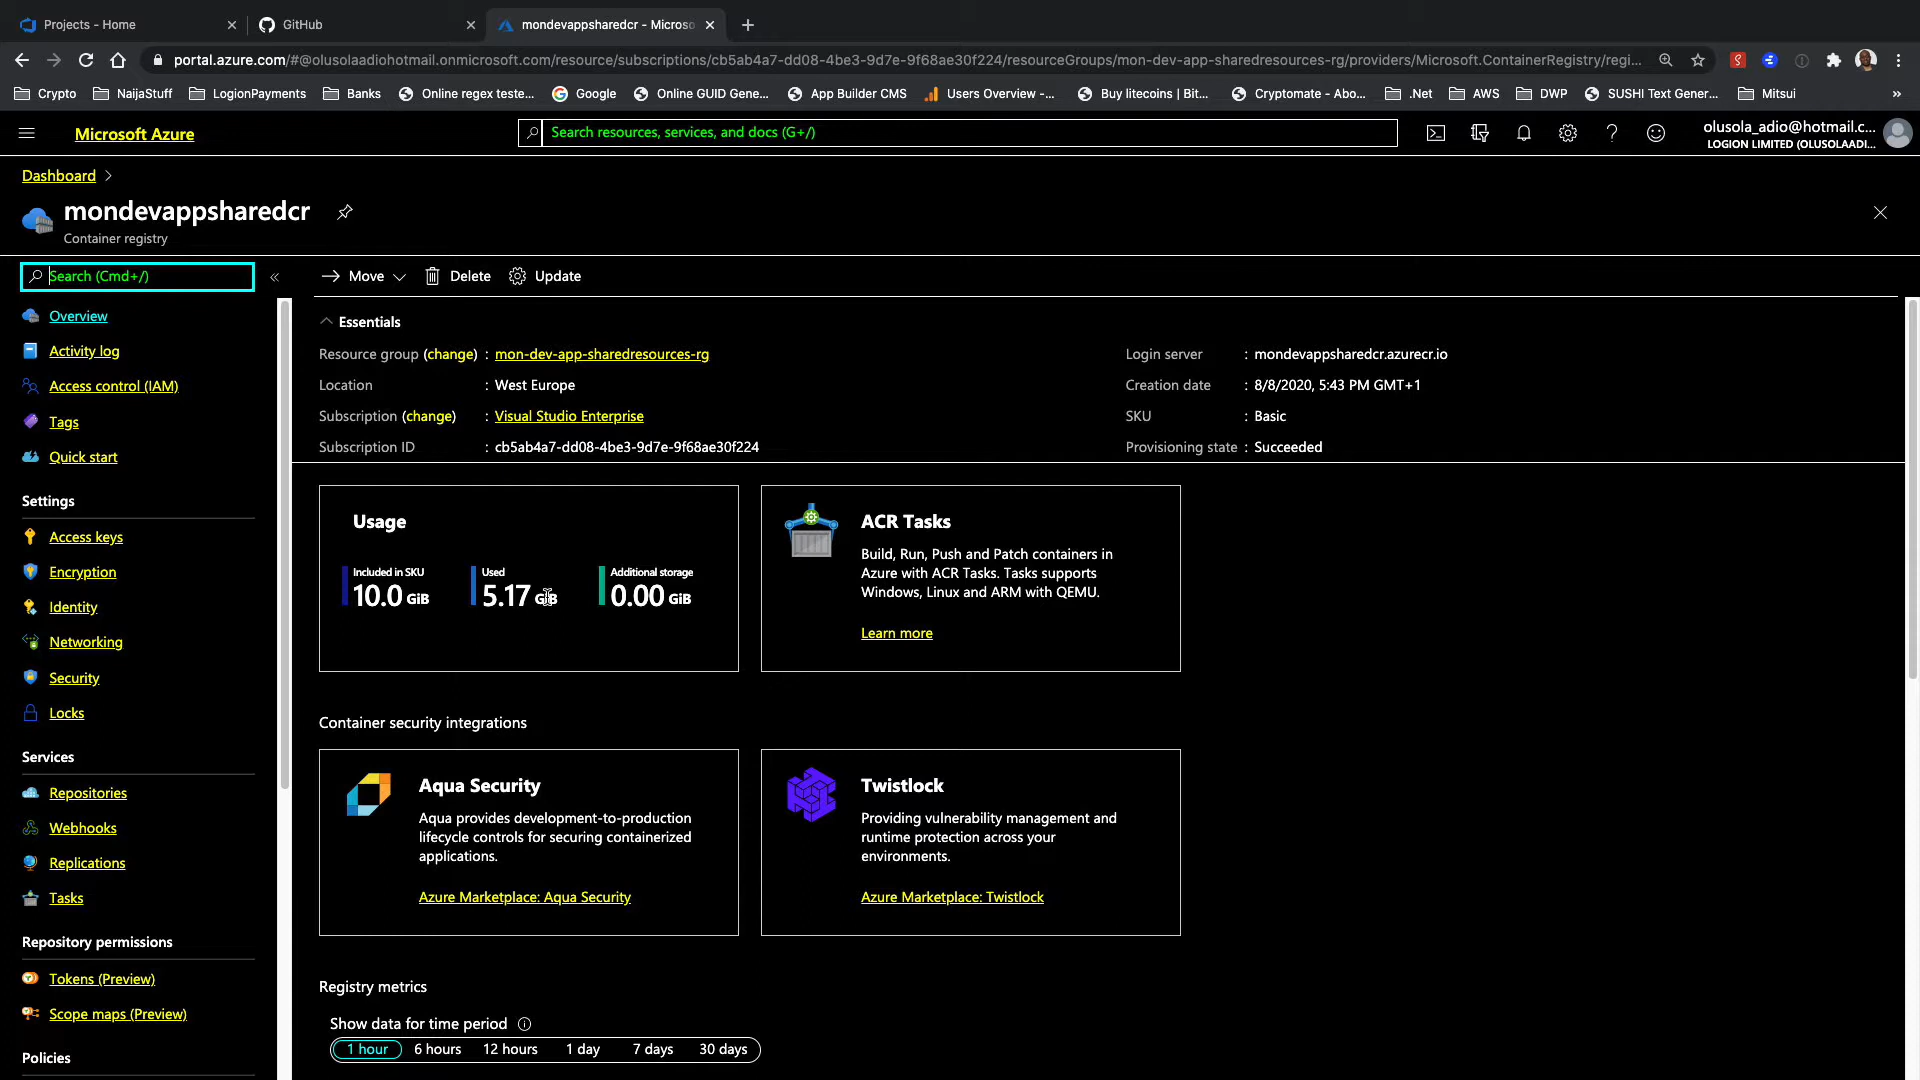 Projects - Home
GitHub
mondevappsharedcr - Microso
portal.azure.com/#@olusolaadiohotmail.onmicrosoft.com/resource/subscriptions/cb5ab4a7-dd08-4be3-9d7e-9f68ae30f224/resourceGroups/mon-dev-app-sharedresources-rg/providers/Microsoft.ContainerRegistry/regi...
Crypto NaijaStuff LogionPayments Banks Online regex teste... Google Online GUID Gene... App Builder CMS Users Overview -... Buy litecoins | Bit... Cryptomate - Abo... .Net AWS DWP SUSHI Text Gener... Mitsui »
Microsoft Azure
Search resources, services, and docs (G+/)
olusola_adio@hotmail.c...
LOGION LIMITED (OLUSOLAADI...
Dashboard >
mondevappsharedcr
Container registry
Search (Cmd+/)
«
Move
Delete
Update
Overview
Activity log
Access control (IAM)
Tags
Quick start
Settings
Access keys
Encryption
Identity
Networking
Security
Locks
Services
Repositories
Webhooks
Replications
Tasks
Repository permissions
Tokens (Preview)
Scope maps (Preview)
Policies
Essentials
Resource group (change) : mon-dev-app-sharedresources-rg
Location : West Europe
Subscription (change) : Visual Studio Enterprise
Subscription ID : cb5ab4a7-dd08-4be3-9d7e-9f68ae30f224
Login server : mondevappsharedcr.azurecr.io
Creation date : 8/8/2020, 5:43 PM GMT+1
SKU : Basic
Provisioning state : Succeeded
Usage
Included in SKU
10.0 GiB
Used
5.17 GiB
Additional storage
0.00 GiB
ACR Tasks
Build, Run, Push and Patch containers in
Azure with ACR Tasks. Tasks supports
Windows, Linux and ARM with QEMU.
Learn more
Container security integrations
Aqua Security
Aqua provides development-to-production
lifecycle controls for securing containerized
applications.
Azure Marketplace: Aqua Security
Twistlock
Providing vulnerability management and
runtime protection across your
environments.
Azure Marketplace: Twistlock
Registry metrics
Show data for time period
1 hour 6 hours 12 hours 1 day 7 days 30 days